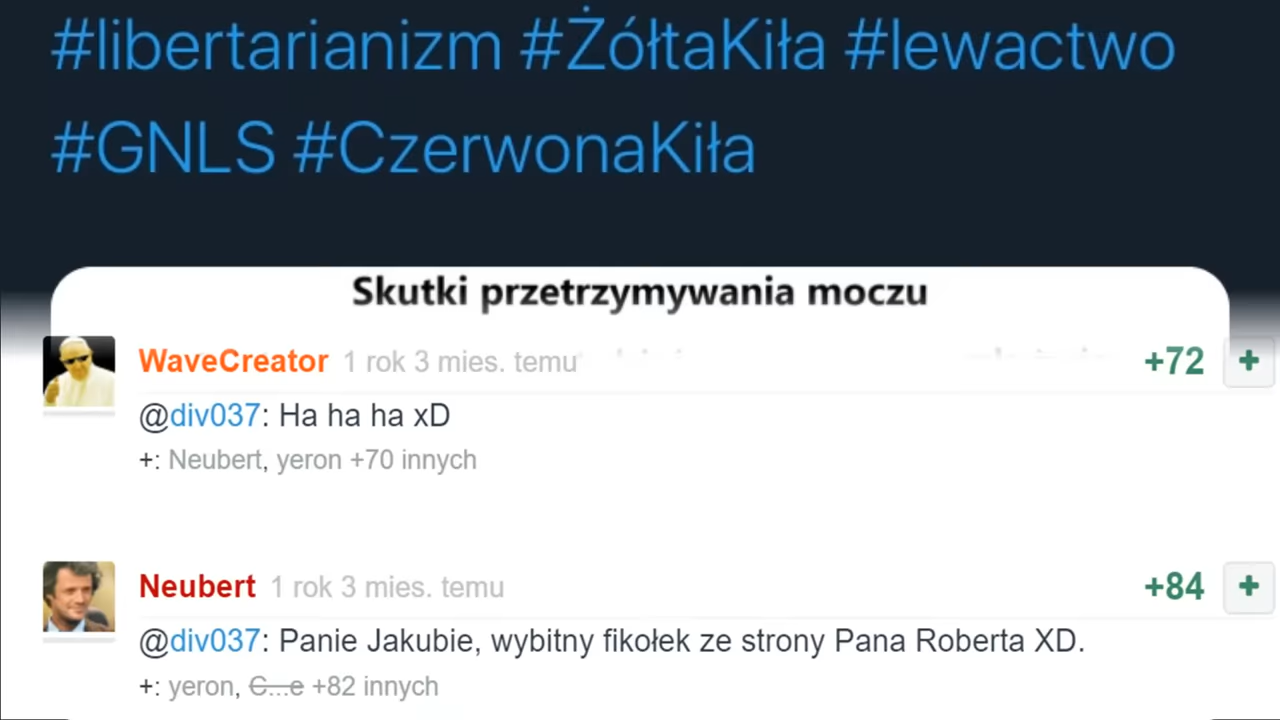 #libertarianizm #ŻółtaKiła #lewactwo
#GNLS #CzerwonaKiła
Skutki przetrzymywania moczu
WaveCreator 1 rok 3 mies. temu +72 +
@div037: Ha ha ha xD
+: Neubert, yeron +70 innych
Neubert 1 rok 3 mies. temu +84 +
@div037: Panie Jakubie, wybitny fikołek ze strony Pana Roberta XD.
+: yeron, C...e +82 innych